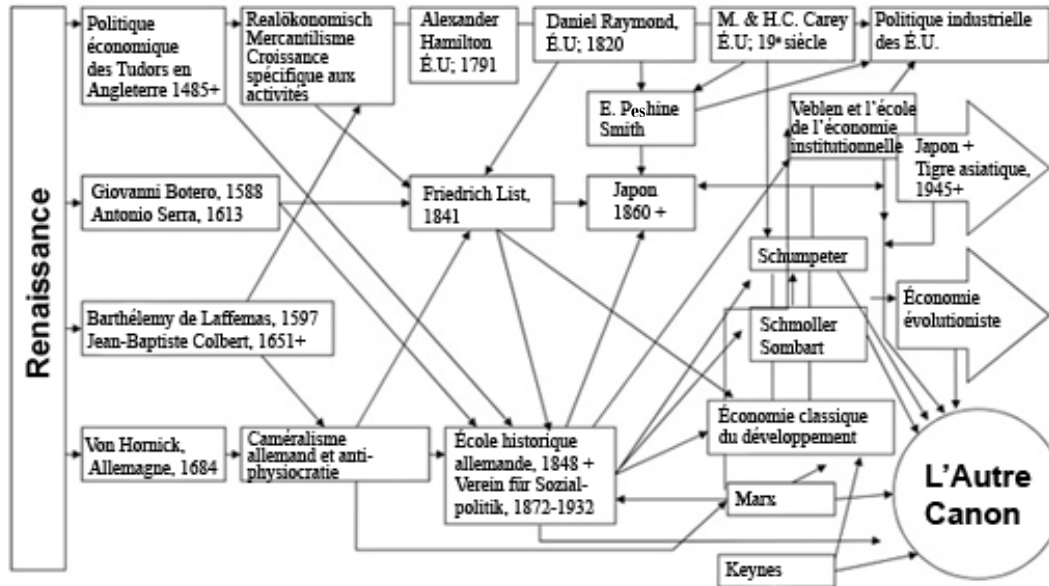 Renaissance
Politique
économique
des Tudors en
Angleterre 1485+
Realökonomisch
Mercantilisme
Croissance
spécifique aux
activités
Alexander
Hamilton
É.U; 1791
Daniel Raymond,
É.U; 1820
M. & H.C. Carey
É.U; 19e siècle
Politique industrielle
des É.U.
E. Peshine
Smith
Veblen et l'école
de l'économie
institutionnelle
Japon +
Tigre asiatique,
1945+
Giovanni Botero, 1588
Antonio Serra, 1613
Friedrich List,
1841
Japon
1860 +
Schumpeter
Économie
évolutioniste
Barthélemy de Laffemas, 1597
Jean-Baptiste Colbert, 1651+
Schmoller
Sombart
Économie classique
du développement
Von Hornick,
Allemagne, 1684
Caméralisme
allemand et anti-
physiocratie
École historique
allemande, 1848 +
Verein für Sozial-
politik, 1872-1932
Marx
Keynes
L'Autre
Canon